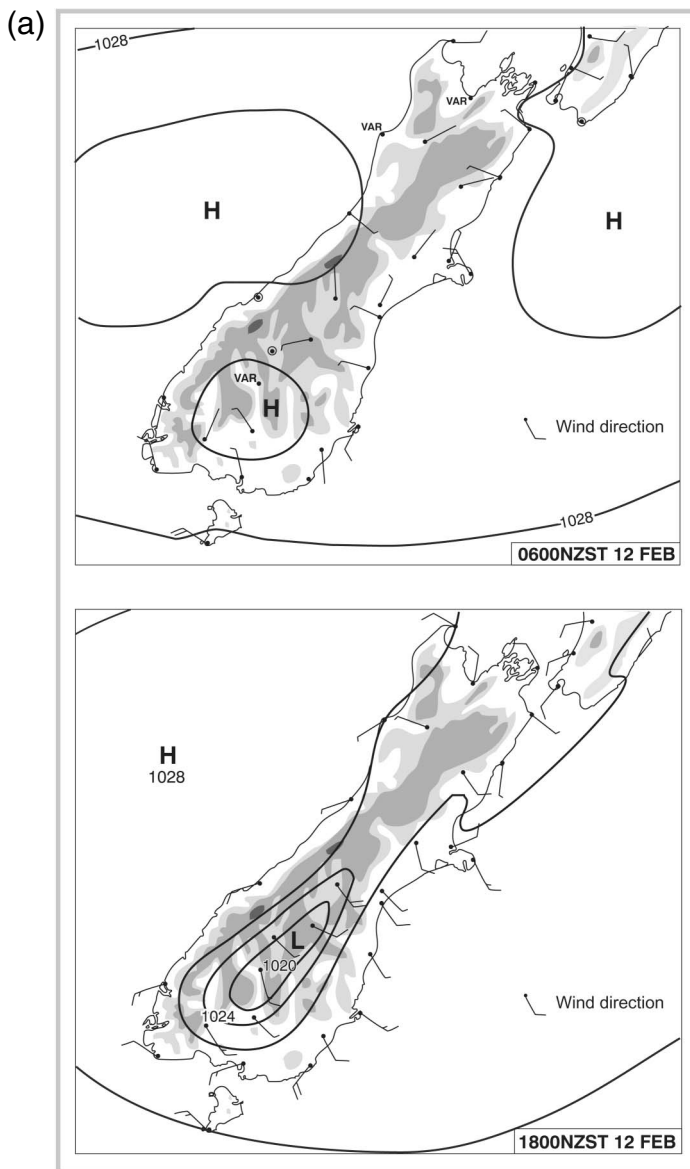 (a)
1028
VAR
VAR
H
H
VAR
H
Wind direction
1028
0600NZST 12 FEB
H
1028
L
1020
1024
Wind direction
1800NZST 12 FEB